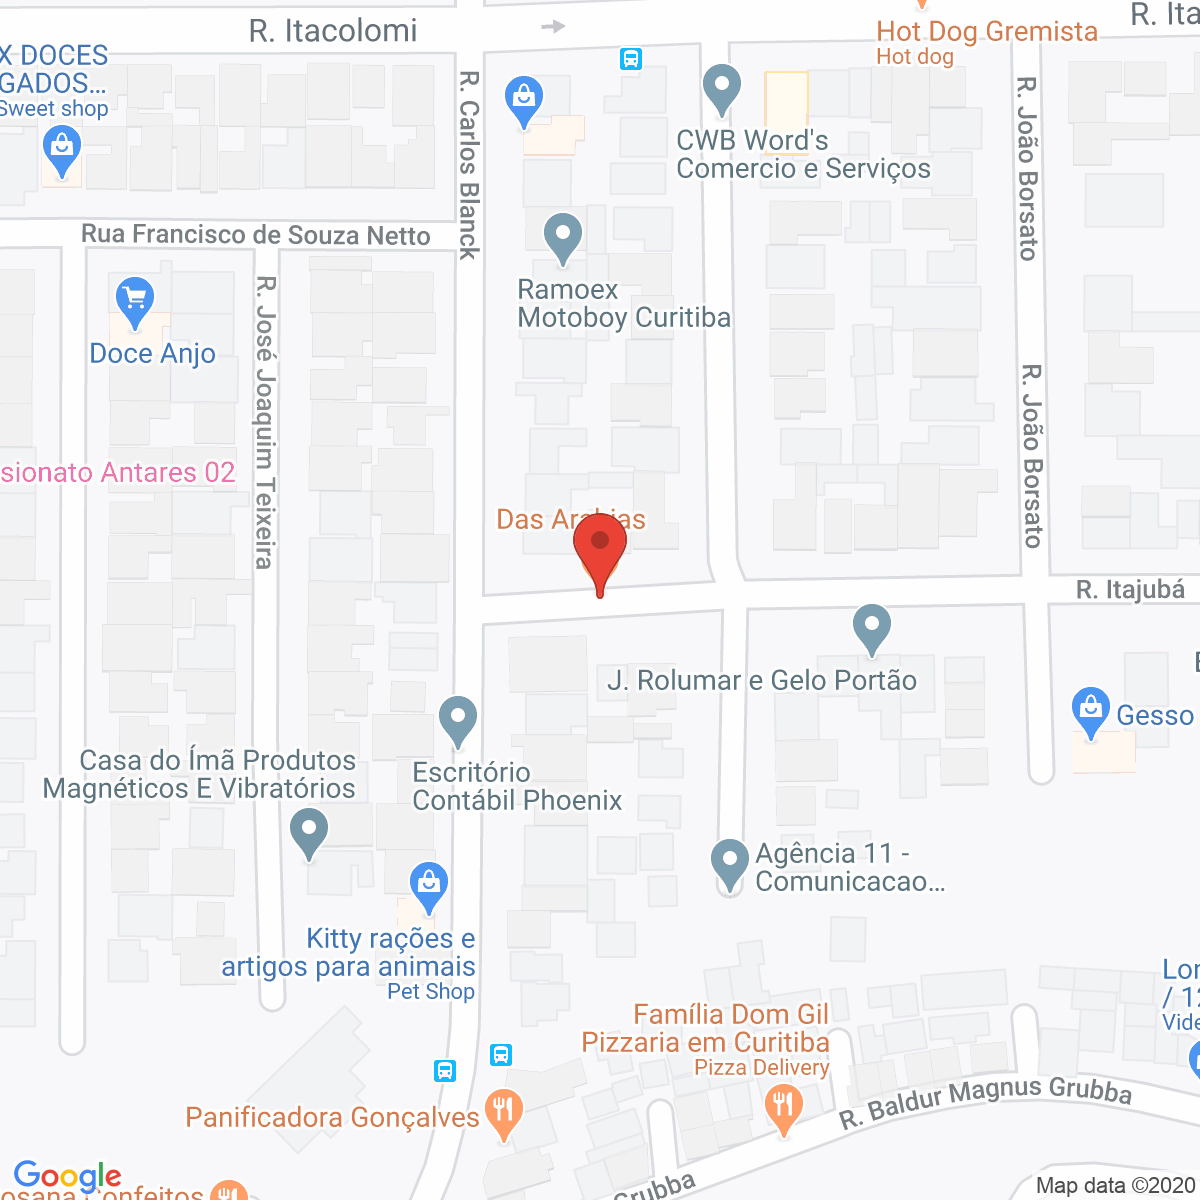 R. Itacolomi
R. Ita
Hot Dog Gremista
Hot dog
X DOCES
GADOS...
Sweet shop
R. Carlos Blanck
CWB Word's
Comercio e Serviços
R. João Borsato
Rua Francisco de Souza Netto
Ramoex
Motoboy Curitiba
Doce Anjo
R. José Joaquim Teixeira
R. João Borsato
sionato Antares 02
Das Arabias
R. Itajubá
J. Rolumar e Gelo Portão
Gesso
Casa do Ímã Produtos
Magnéticos E Vibratórios
Escritório
Contábil Phoenix
Agência 11 -
Comunicacao...
Kitty rações e
artigos para animais
Pet Shop
Lon
/ 12
Vide
Família Dom Gil
Pizzaria em Curitiba
Pizza Delivery
R. Baldur Magnus Grubba
Panificadora Gonçalves
Google
osana Confeitos
Grubba
Map data ©2020